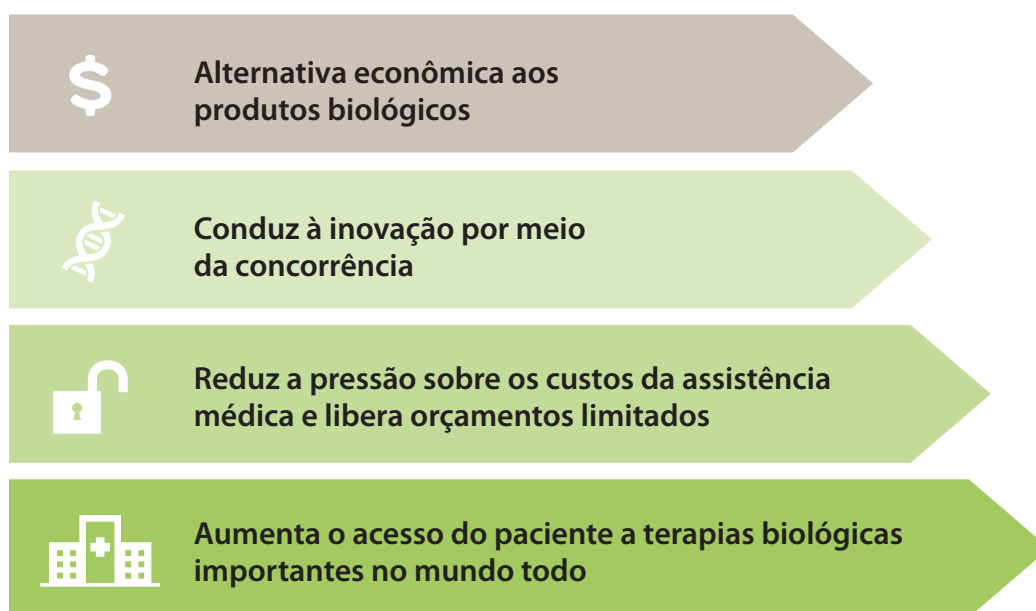 $
Alternativa econômica aos
produtos biológicos
Conduz à inovação por meio
da concorrência
Reduz a pressão sobre os custos da assistência
médica e libera orçamentos limitados
Aumenta o acesso do paciente a terapias biológicas
importantes no mundo todo